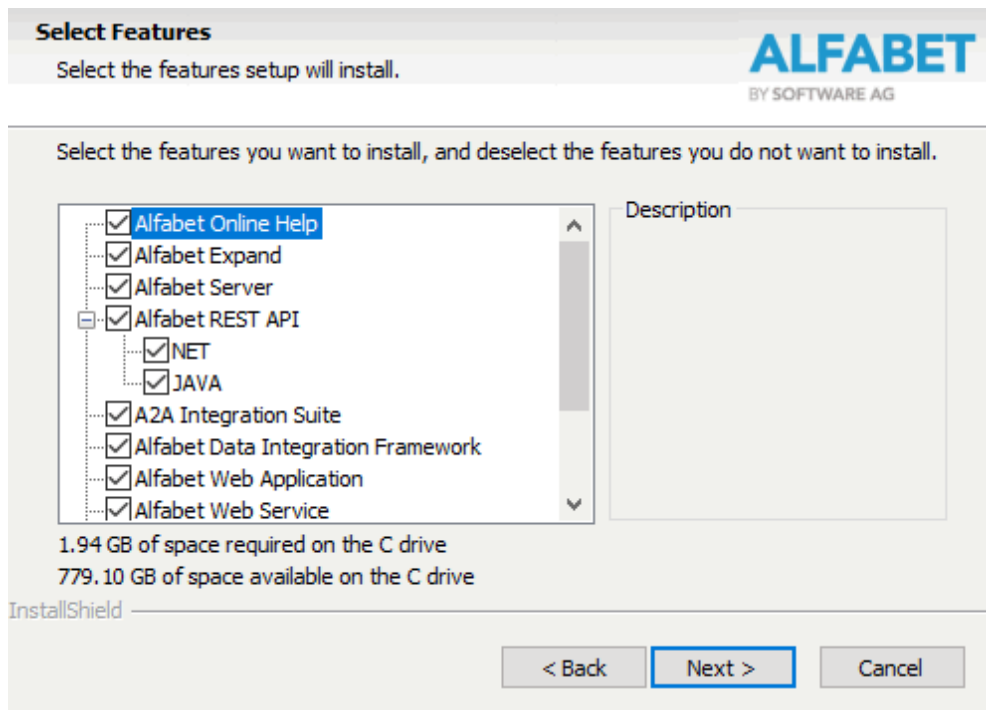 Select Features
Select the features setup will install.
ALFABET
BY SOFTWARE AG
Select the features you want to install, and deselect the features you do not want to install.
Alfabet Online Help
Alfabet Expand
Alfabet Server
Alfabet REST API
NET
JAVA
A2A Integration Suite
Alfabet Data Integration Framework
Alfabet Web Application
Alfabet Web Service
Description
1.94 GB of space required on the C drive
779.10 GB of space available on the C drive
InstallShield
< Back Next > Cancel